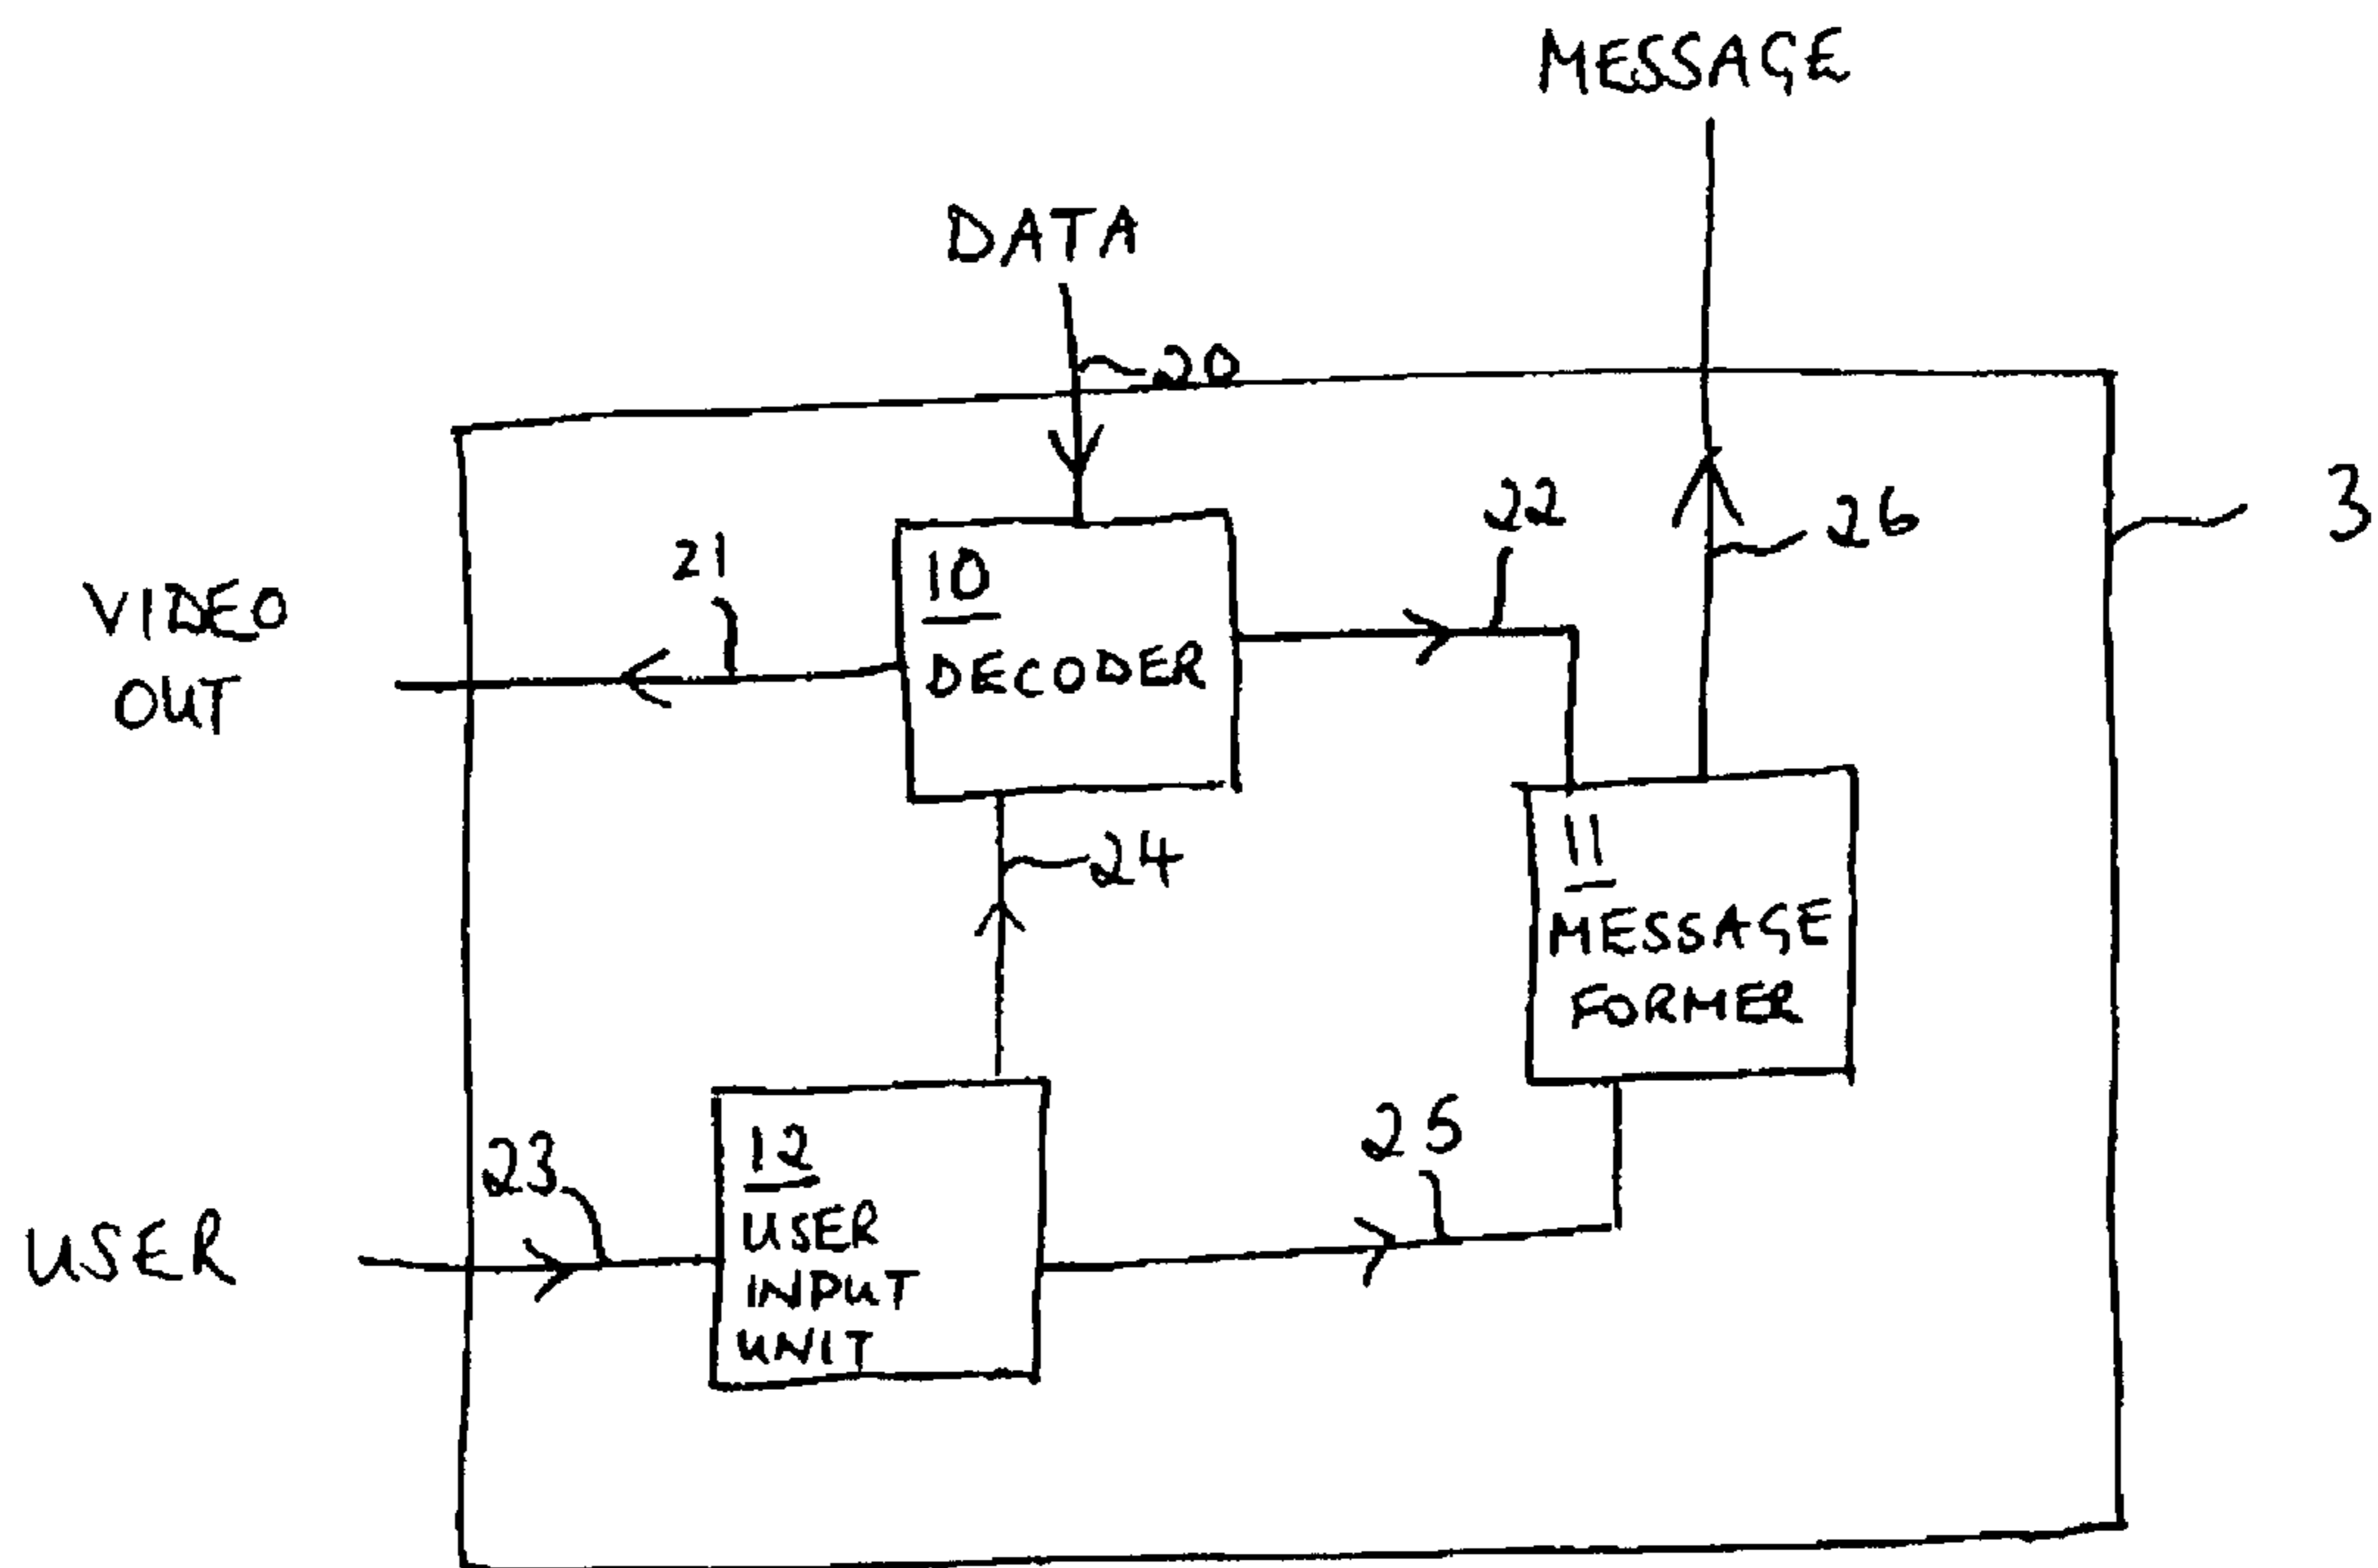 MESSAGE
DATA
20
3
22
26
21
10
DECODER
VIDEO
OUT
24
11
MESSAGE
FORMER
25
12
USER
INPUT
UNIT
23
USER